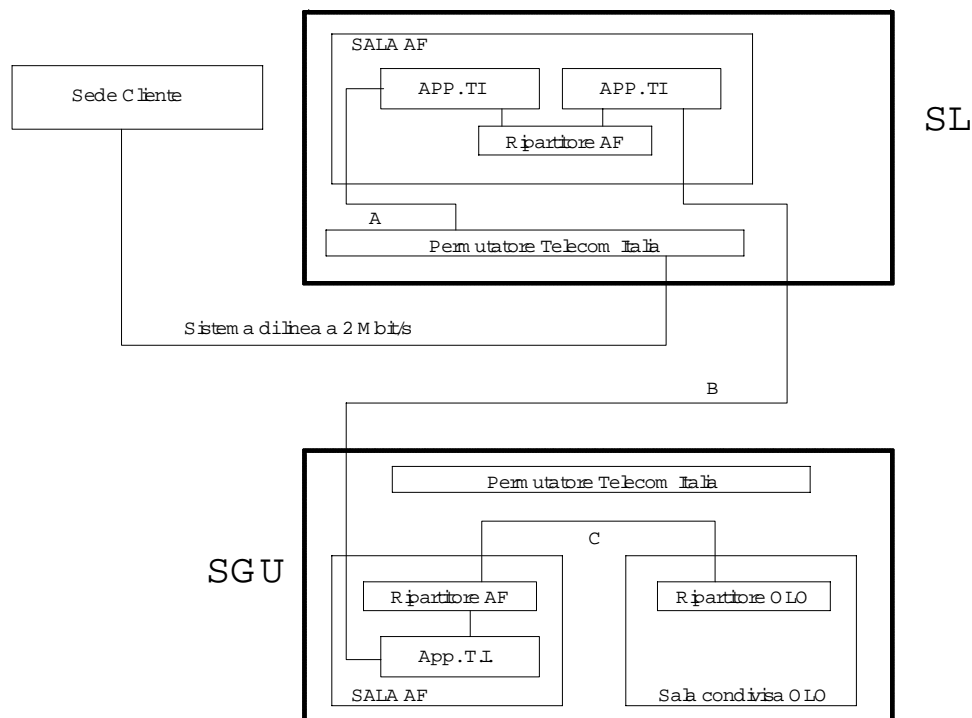 SALA AF
Sede Cliente
APP.TI
APP.TI
SL
Ripartitore AF
A
Permutatore Telecom Italia
Sistema di linea a 2 Mbit/s
B
Permutatore Telecom Italia
C
SGU
Ripartitore AF
Ripartitore OLO
App.T.I.
SALA AF
Sala condivisa OLO